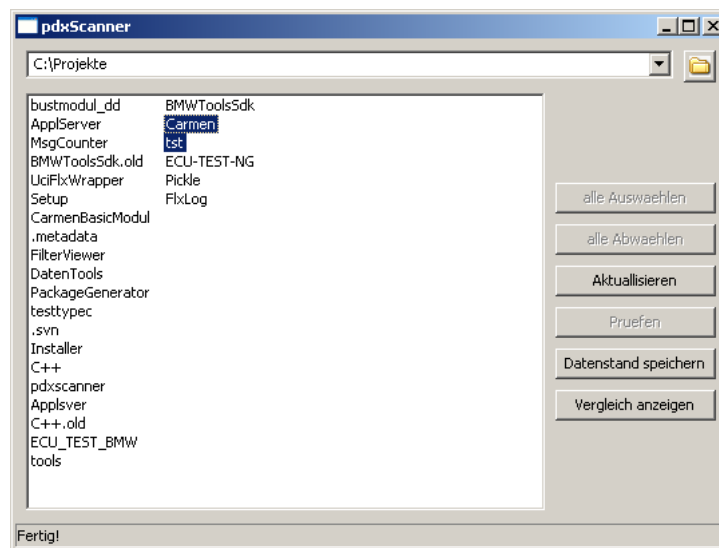 pdxScanner
C:\Projekte
bustmodul_dd
ApplServer
MsgCounter
BMWToolsSdk.old
UciFlxWrapper
Setup
CarmenBasicModul
.metadata
FilterViewer
DatenTools
PackageGenerator
testtypec
.svn
Installer
C++
pdxscanner
Applsver
C++.old
ECU_TEST_BMW
tools
BMWToolsSdk
Carmen
tst
ECU-TEST-NG
Pickle
FlxLog
alle Auswaehlen
alle Abwaehlen
Aktuallisieren
Pruefen
Datenstand speichern
Vergleich anzeigen
Fertig!